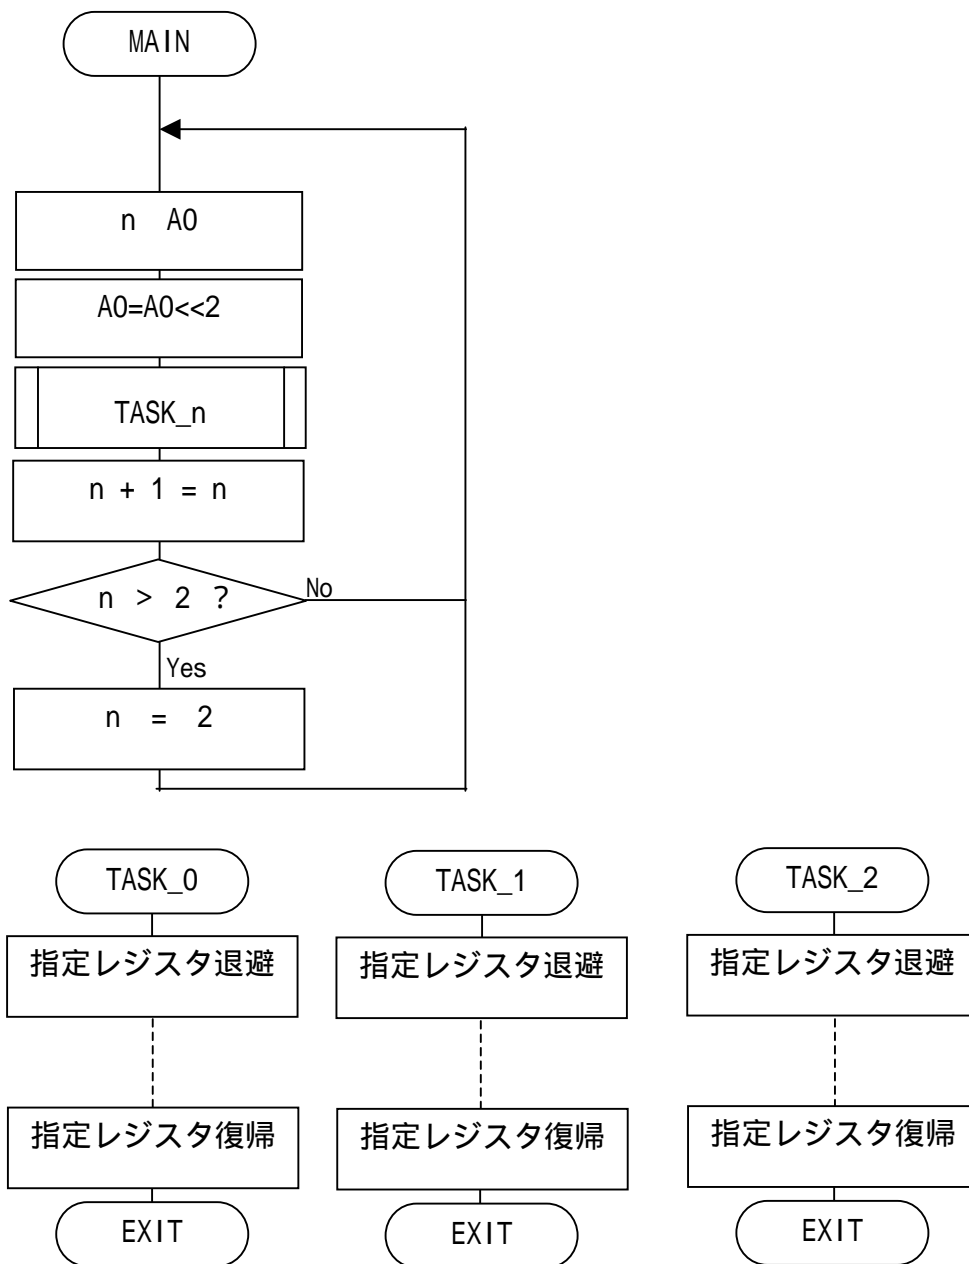 MAIN
n A0
A0=A0<<2
TASK_n
n + 1 = n
n > 2 ?
No
Yes
n = 2
TASK_0
指定レジスタ退避
指定レジスタ復帰
EXIT
TASK_1
指定レジスタ退避
指定レジスタ復帰
EXIT
TASK_2
指定レジスタ退避
指定レジスタ復帰
EXIT